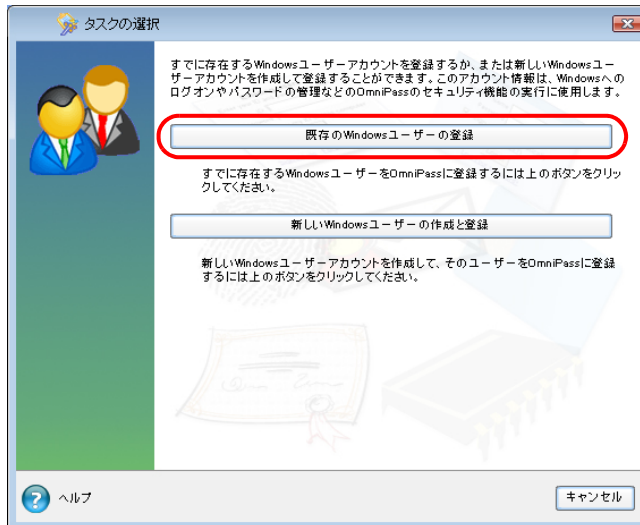 タスクの選択
すでに存在するWindowsユーザーアカウントを登録するか、または新しいWindowsユー
ザーアカウントを作成して登録することができます。このアカウント情報は、Windowsへの
ログオンやパスワードの管理などのOmniPassのセキュリティ機能の実行に使用します。
既存のWindowsユーザーの登録
すでに存在するWindowsユーザーをOmniPassに登録するには上のボタンをクリッ
クしてください。
新しいWindowsユーザーの作成と登録
新しいWindowsユーザーアカウントを作成して、そのユーザーをOmniPassに登録
するには上のボタンをクリックしてください。
ヘルプ
キャンセル